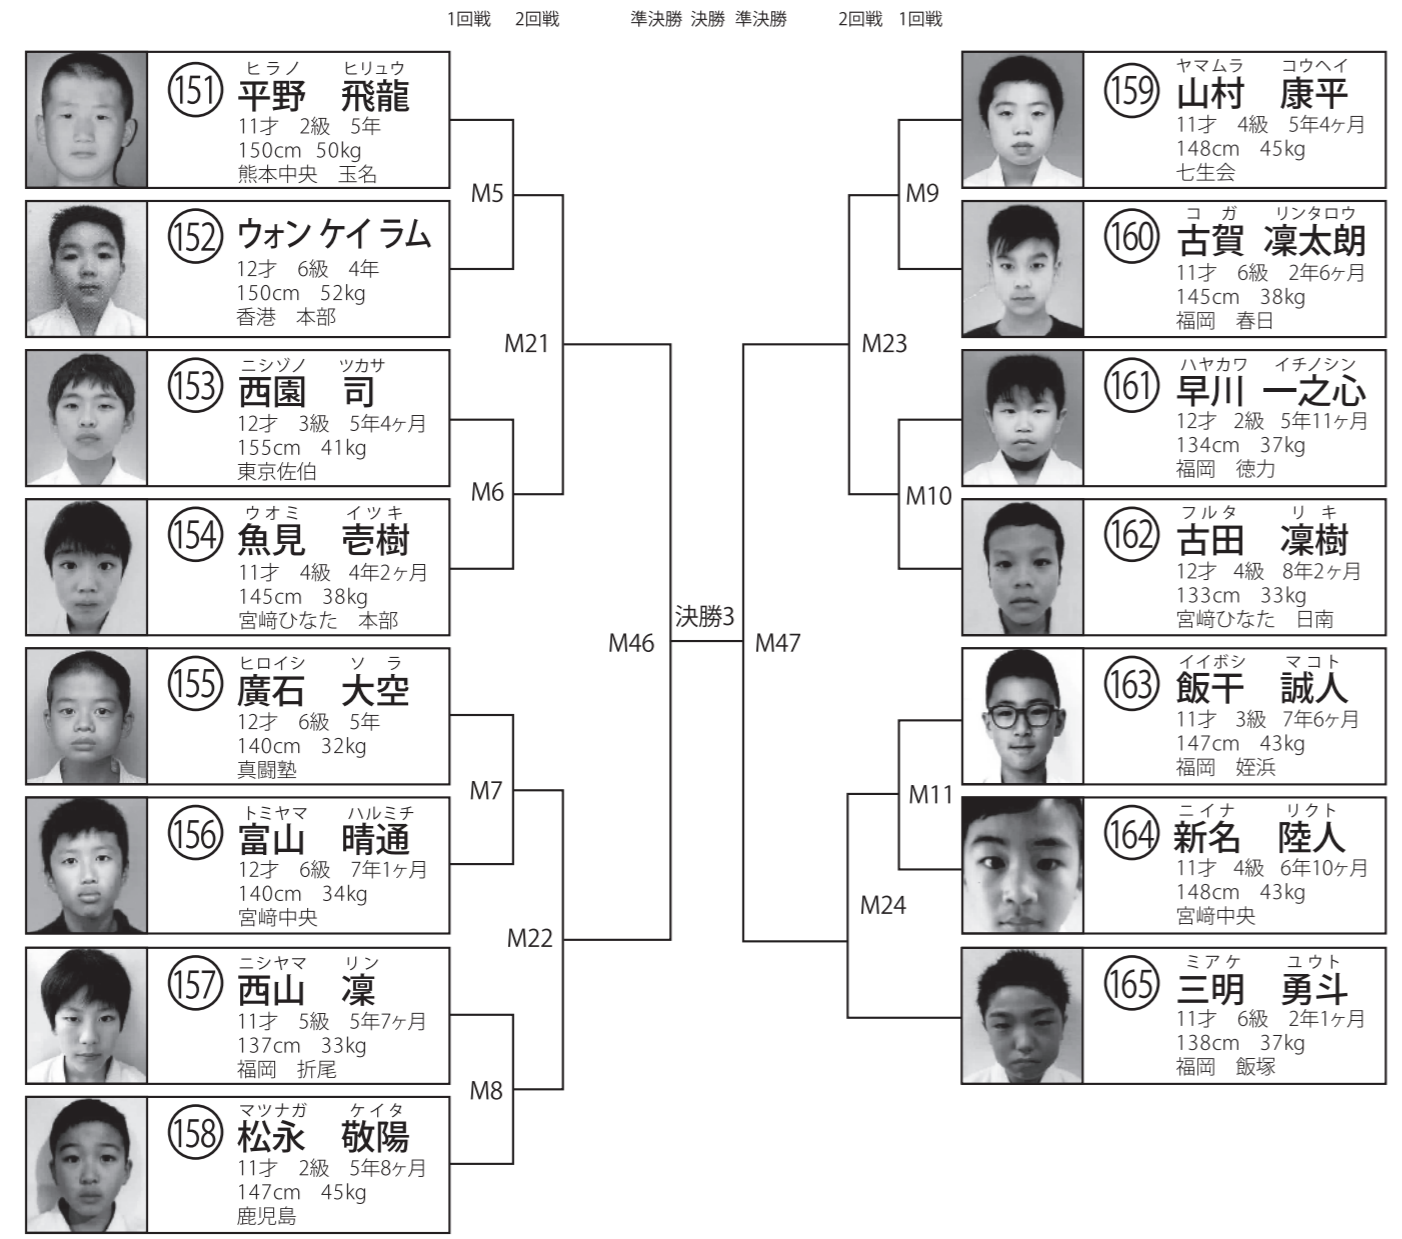 1回戦 2回戦 準決勝 決勝 準決勝 2回戦 1回戦
151
ヒラノ ヒリュウ
平野 飛龍
11才 2級 5年
150cm 50kg
熊本中央 玉名
152
ウォン ケイ ラム
12才 6級 4年
150cm 52kg
香港 本部
153
ニシゾノ ツカサ
西園 司
12才 3級 5年4ヶ月
155cm 41kg
東京佐伯
154
ウオミ イツキ
魚見 壱樹
11才 4級 4年2ヶ月
145cm 38kg
宮﨑ひなた 本部
155
ヒロイシ ソラ
廣石 大空
12才 6級 5年
140cm 32kg
真闘塾
156
トミヤマ ハルミチ
富山 晴通
12才 6級 7年1ヶ月
140cm 34kg
宮﨑中央
157
ニシヤマ リン
西山 凜
11才 5級 5年7ヶ月
137cm 33kg
福岡 折尾
158
マツナガ ケイタ
松永 敬陽
11才 2級 5年8ヶ月
147cm 45kg
鹿児島
M5
M21
M6
M46
M7
M22
M8
決勝3
M47
M9
M23
M10
M11
M24
159
ヤマムラ コウヘイ
山村 康平
11才 4級 5年4ヶ月
148cm 45kg
七生会
160
コガ リンタロウ
古賀 凜太朗
11才 6級 2年6ヶ月
145cm 38kg
福岡 春日
161
ハヤカワ イチノシン
早川 一之心
12才 2級 5年11ヶ月
134cm 37kg
福岡 徳力
162
フルタ リキ
古田 凜樹
12才 4級 8年2ヶ月
133cm 33kg
宮﨑ひなた 日南
163
イイボシ マコト
飯干 誠人
11才 3級 7年6ヶ月
147cm 43kg
福岡 姪浜
164
ニイナ リクト
新名 陸人
11才 4級 6年10ヶ月
148cm 43kg
宮﨑中央
165
ミアケ ユウト
三明 勇斗
11才 6級 2年1ヶ月
138cm 37kg
福岡 飯塚